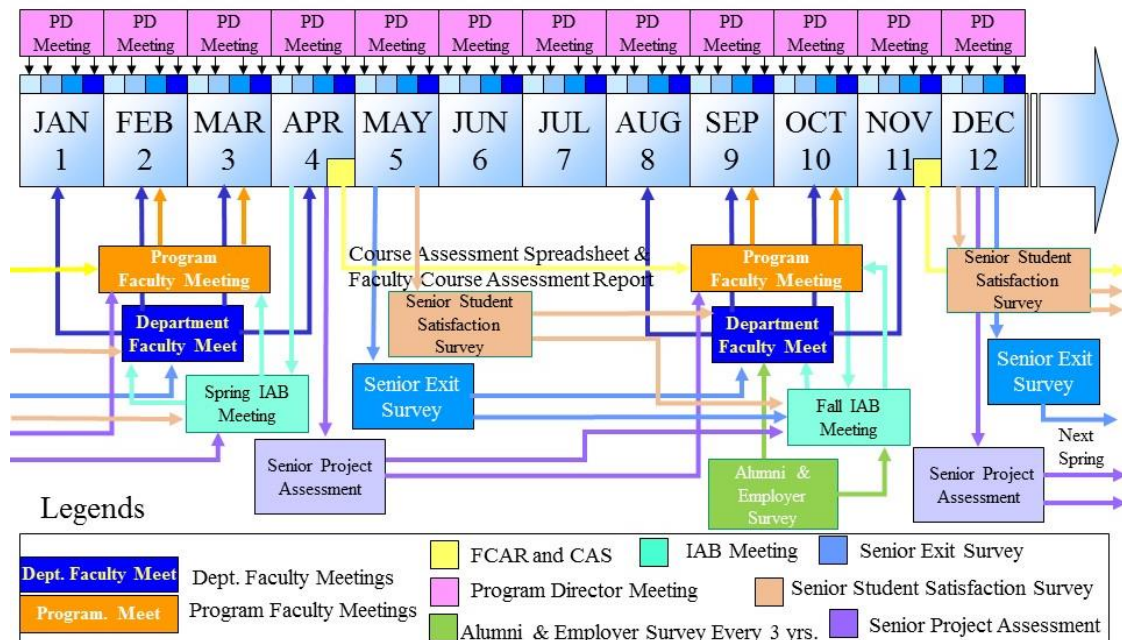 PD PD PD PD PD PD PD PD PD PD PD PD
Meeting Meeting Meeting Meeting Meeting Meeting Meeting Meeting Meeting Meeting Meeting Meeting
JAN FEB MAR APR MAY JUN JUL AUG SEP OCT NOV DEC
1 2 3 4 5 6 7 8 9 10 11 12
Program
Faculty Meeting
Department
Faculty Meet
Spring IAB
Meeting
Senior Project
Assessment
Course Assessment Spreadsheet &
Faculty Course Assessment Report
Senior Student
Satisfaction
Survey
Senior Exit
Survey
Program
Faculty Meeting
Department
Faculty Meet
Fall IAB
Meeting
Alumni &
Employer
Survey
Senior Student
Satisfaction
Survey
Senior Exit
Survey
Next
Spring
Senior Project
Assessment
Legends
Dept. Faculty Meet
Dept. Faculty Meetings
Program. Meet
Program Faculty Meetings
FCAR and CAS
IAB Meeting
Senior Exit Survey
Program Director Meeting
Senior Student Satisfaction Survey
Alumni & Employer Survey Every 3 yrs.
Senior Project Assessment